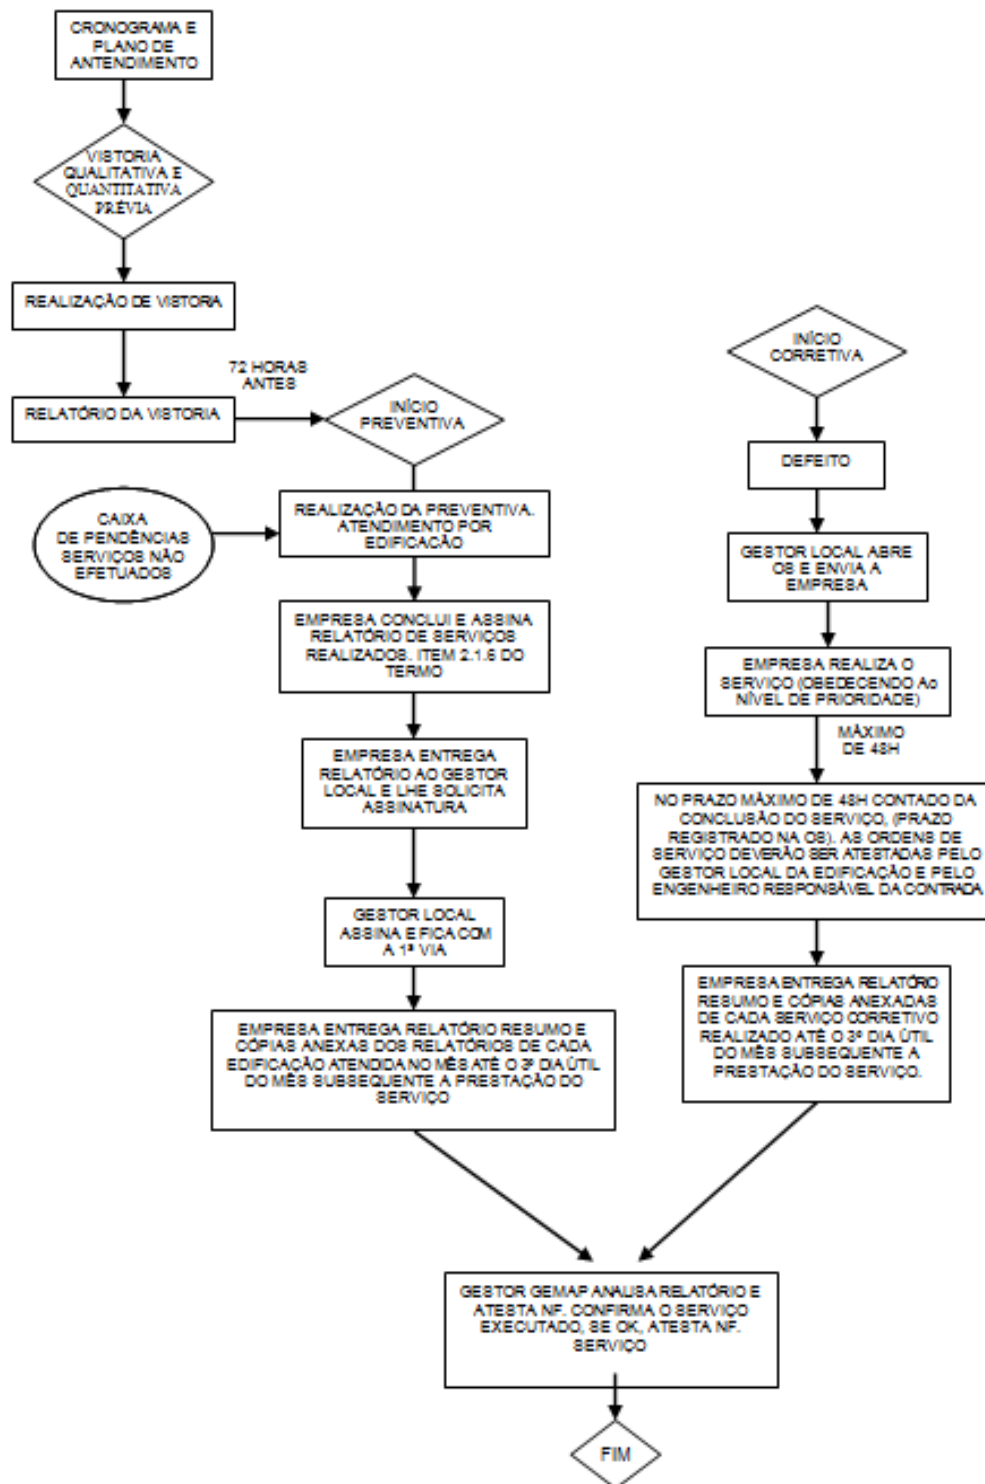 CRONOGRAMA E
PLANO DE
ANTENDIMENTO
VISTORIA
QUALITATIVA E
QUANTITATIVA
PRÉVIA
REALIZAÇÃO DE VISTORIA
RELATÓRIO DA VISTORIA
72 HORAS
ANTES
INÍCIO
PREVENTIVA
CAIXA
DE PENDÊNCIAS
SERVIÇOS NÃO
EFETUADOS
REALIZAÇÃO DA PREVENTIVA.
ATENDIMENTO POR
EDIFICAÇÃO
EMPRESA CONCLUI E ASSINA
RELATÓRIO DE SERVIÇOS
REALIZADOS. ITEM 2.1.6 DO
TERMO
EMPRESA ENTREGA
RELATÓRIO AO GESTOR
LOCAL E LHE SOLICITA
ASSINATURA
GESTOR LOCAL
ASSINA E FICA COM
A 1ª VIA
EMPRESA ENTREGA RELATÓRIO RESUMO E
CÓPIAS ANEXAS DOS RELATÓRIOS DE CADA
EDIFICAÇÃO ATENDIDA NO MÊS ATÉ O 3º DIA ÚTIL
DO MÊS SUBSEQUENTE A PRESTAÇÃO DO
SERVIÇO
INÍCIO
CORRETIVA
DEFEITO
GESTOR LOCAL ABRE
OS E ENVIA A
EMPRESA
EMPRESA REALIZA O
SERVIÇO (OBEDECENDO Ao
NÍVEL DE PRIORIDADE)
MÁXIMO
DE 48H
NO PRAZO MÁXIMO DE 48H CONTADO DA
CONCLUSÃO DO SERVIÇO, (PRAZO
REGISTRADO NA OS). AS ORDENS DE
SERVIÇO DEVERÃO SER ATESTADAS PELO
GESTOR LOCAL DA EDIFICAÇÃO E PELO
ENGENHEIRO RESPONSÁVEL DA CONTRADA
EMPRESA ENTREGA RELATÓRIO
RESUMO E CÓPIAS ANEXADAS
DE CADA SERVIÇO CORRETIVO
REALIZADO ATÉ O 3º DIA ÚTIL
DO MÊS SUBSEQUENTE A
PRESTAÇÃO DO SERVIÇO.
GESTOR GEMAP ANALISA RELATÓRIO E
ATESTA NF. CONFIRMA O SERVIÇO
EXECUTADO, SE OK, ATESTA NF.
SERVIÇO
FIM